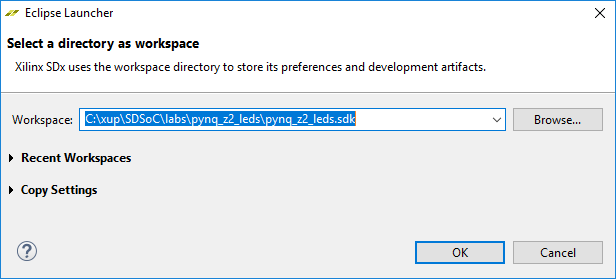 Eclipse Launcher
Select a directory as workspace
Xilinx SDx uses the workspace directory to store its preferences and development artifacts.
Workspace: C:\xup\SDSoC\labs\pynq_z2_leds\pynq_z2_leds.sdk Browse...
Recent Workspaces
Copy Settings
? OK Cancel